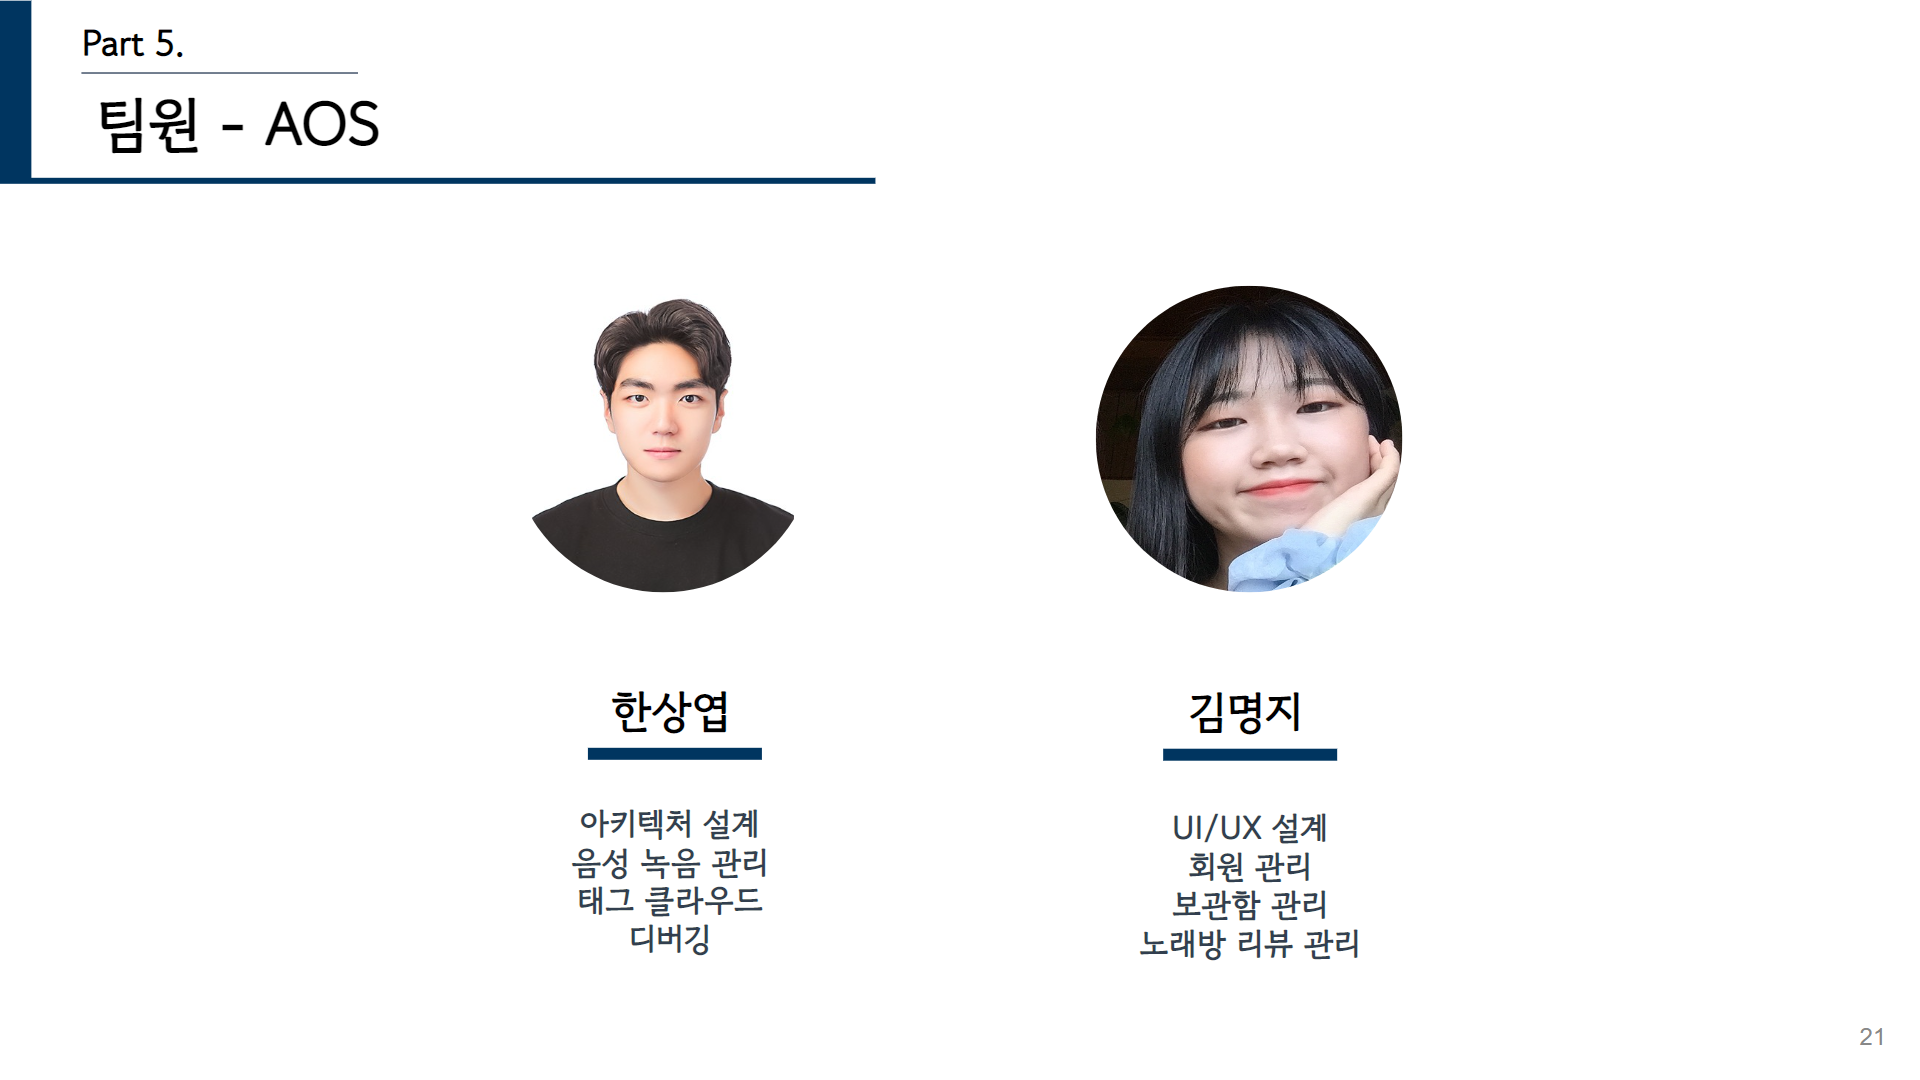 Part 5.
팀원 - AOS
한상엽
아키텍처 설계
음성 녹음 관리
태그 클라우드
디버깅
김명지
UI/UX 설계
회원 관리
보관함 관리
노래방 리뷰 관리
21